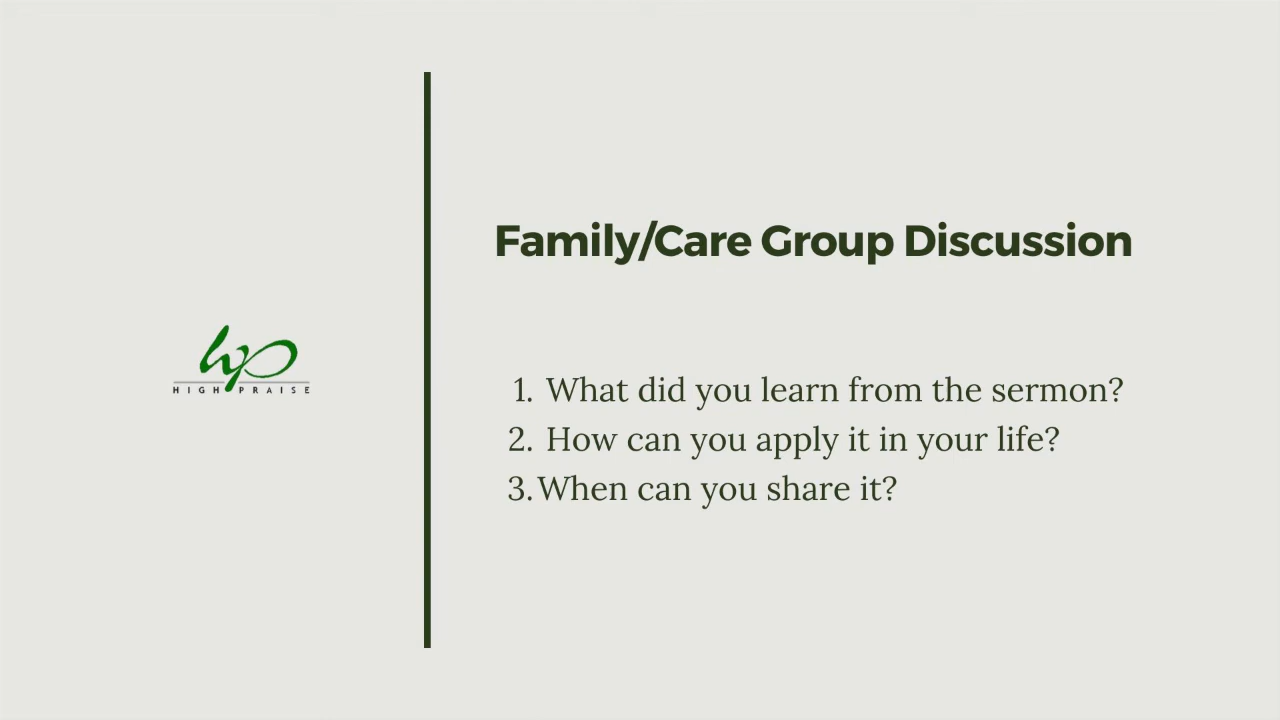 hp
HIGH PRAISE
Family/Care Group Discussion
1. What did you learn from the sermon?
2. How can you apply it in your life?
3. When can you share it?